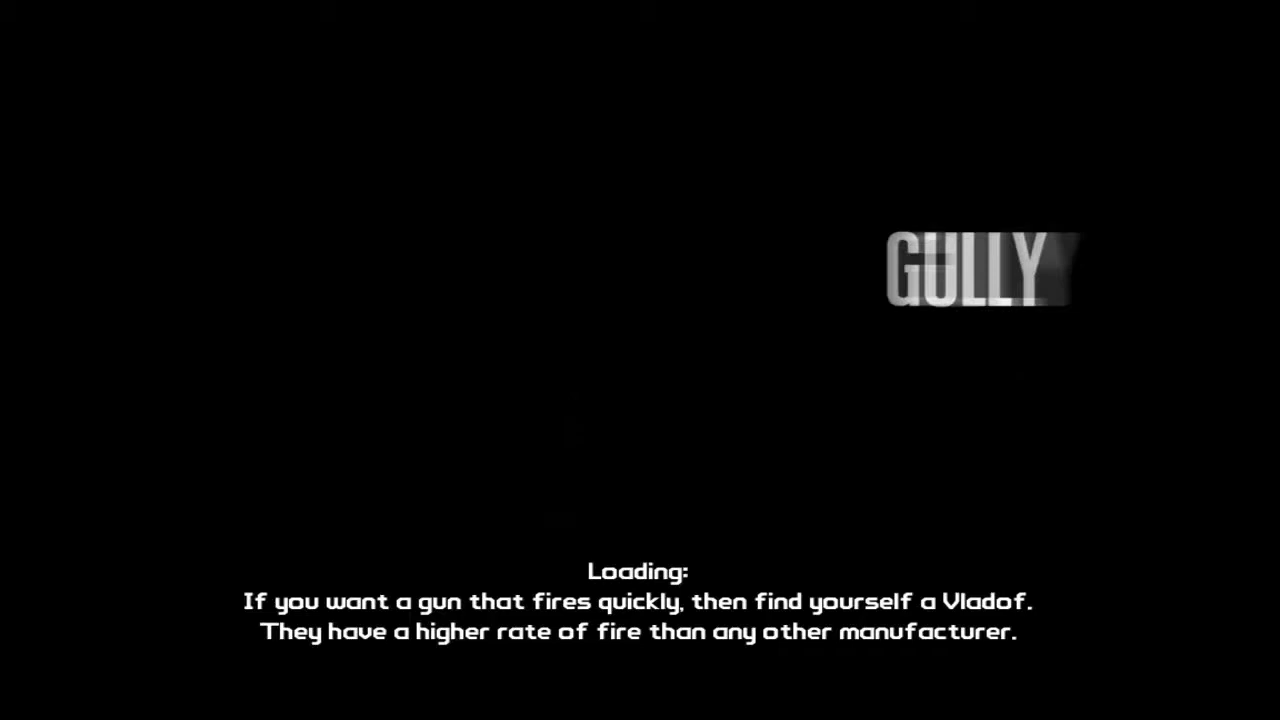 GULLY
Loading:
If you want a gun that fires quickly, then find yourself a Vladof.
They have a higher rate of fire than any other manufacturer.